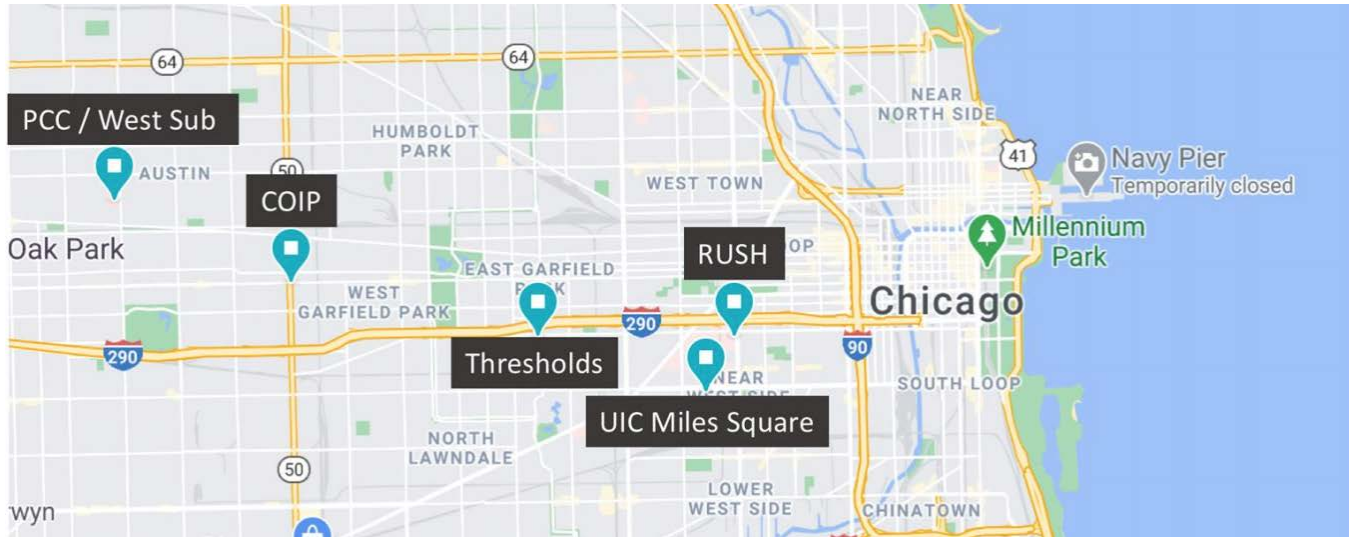 64
64
PCC / West Sub
NEAR
NORTH SIDE
HUMBOLDT
PARK
41
Navy Pier
Temporarily closed
AUSTIN
50
WEST TOWN
COIP
Millennium
Park
Oak Park
OOP
RUSH
EAST GARFIELD
WEST
GARFIELD PARK
Chicago
290
290
90
Thresholds
NEAR
WEST SIDE
SOUTH LOOP
UIC Miles Square
NORTH
LAWNDALE
50
LOWER
WEST SIDE
CHINATOWN
wyn